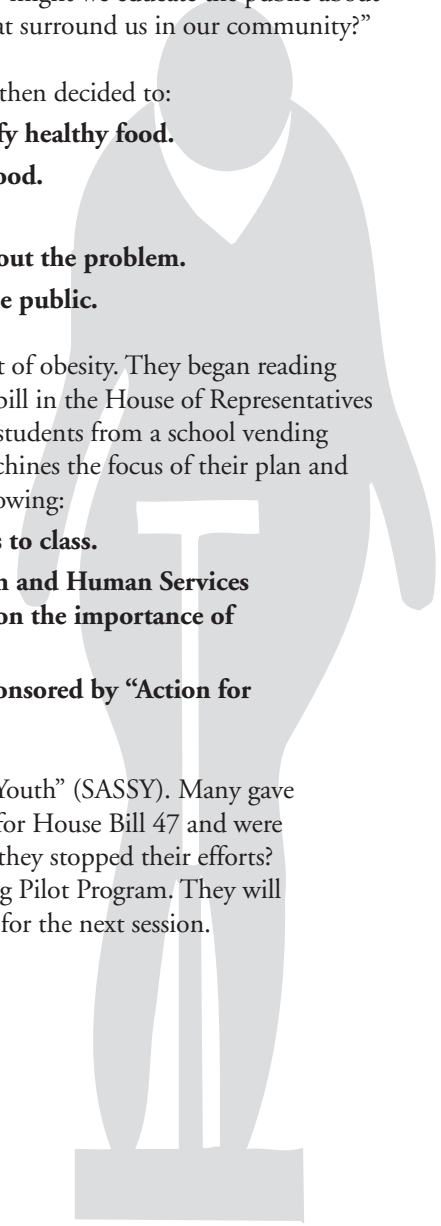 might we educate the public about
at surround us in our community?”
then decided to:
fy healthy food.
ood.
out the problem.
e public.
t of obesity. They began reading
bill in the House of Representatives
students from a school vending
chines the focus of their plan and
owing:
s to class.
n and Human Services
on the importance of
onsored by “Action for
Youth” (SASSY). Many gave
for House Bill 47 and were
they stopped their efforts?
g Pilot Program. They will
for the next session.